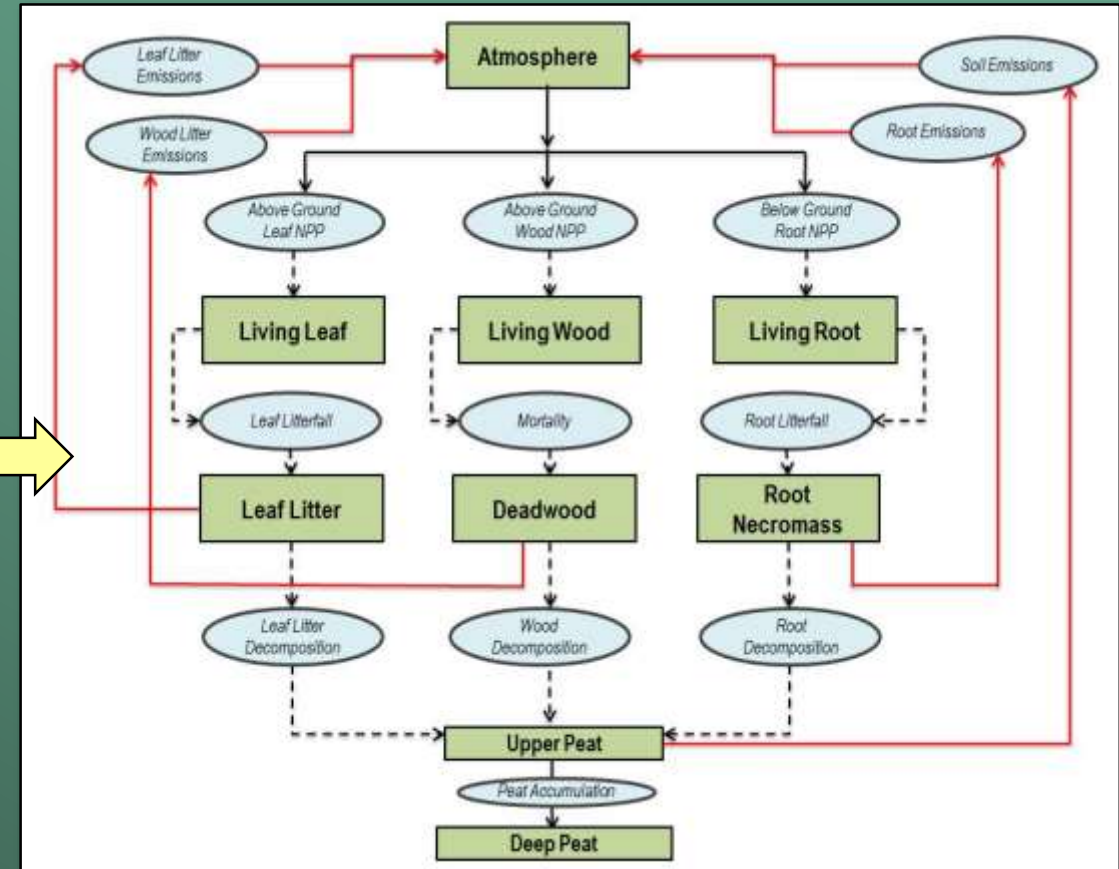 Leaf Litter
Emissions
Atmosphere
Soil Emissions
Wood Litter
Emissions
Root Emissions
Above Ground
Leaf NPP
Above Ground
Wood NPP
Below Ground
Root NPP
Living Leaf
Living Wood
Living Root
Leaf Litterfall
Mortality
Root Litterfall
Leaf Litter
Deadwood
Root
Necromass
Leaf Litter
Decomposition
Wood
Decomposition
Root
Decomposition
Upper Peat
Peat Accumulation
Deep Peat